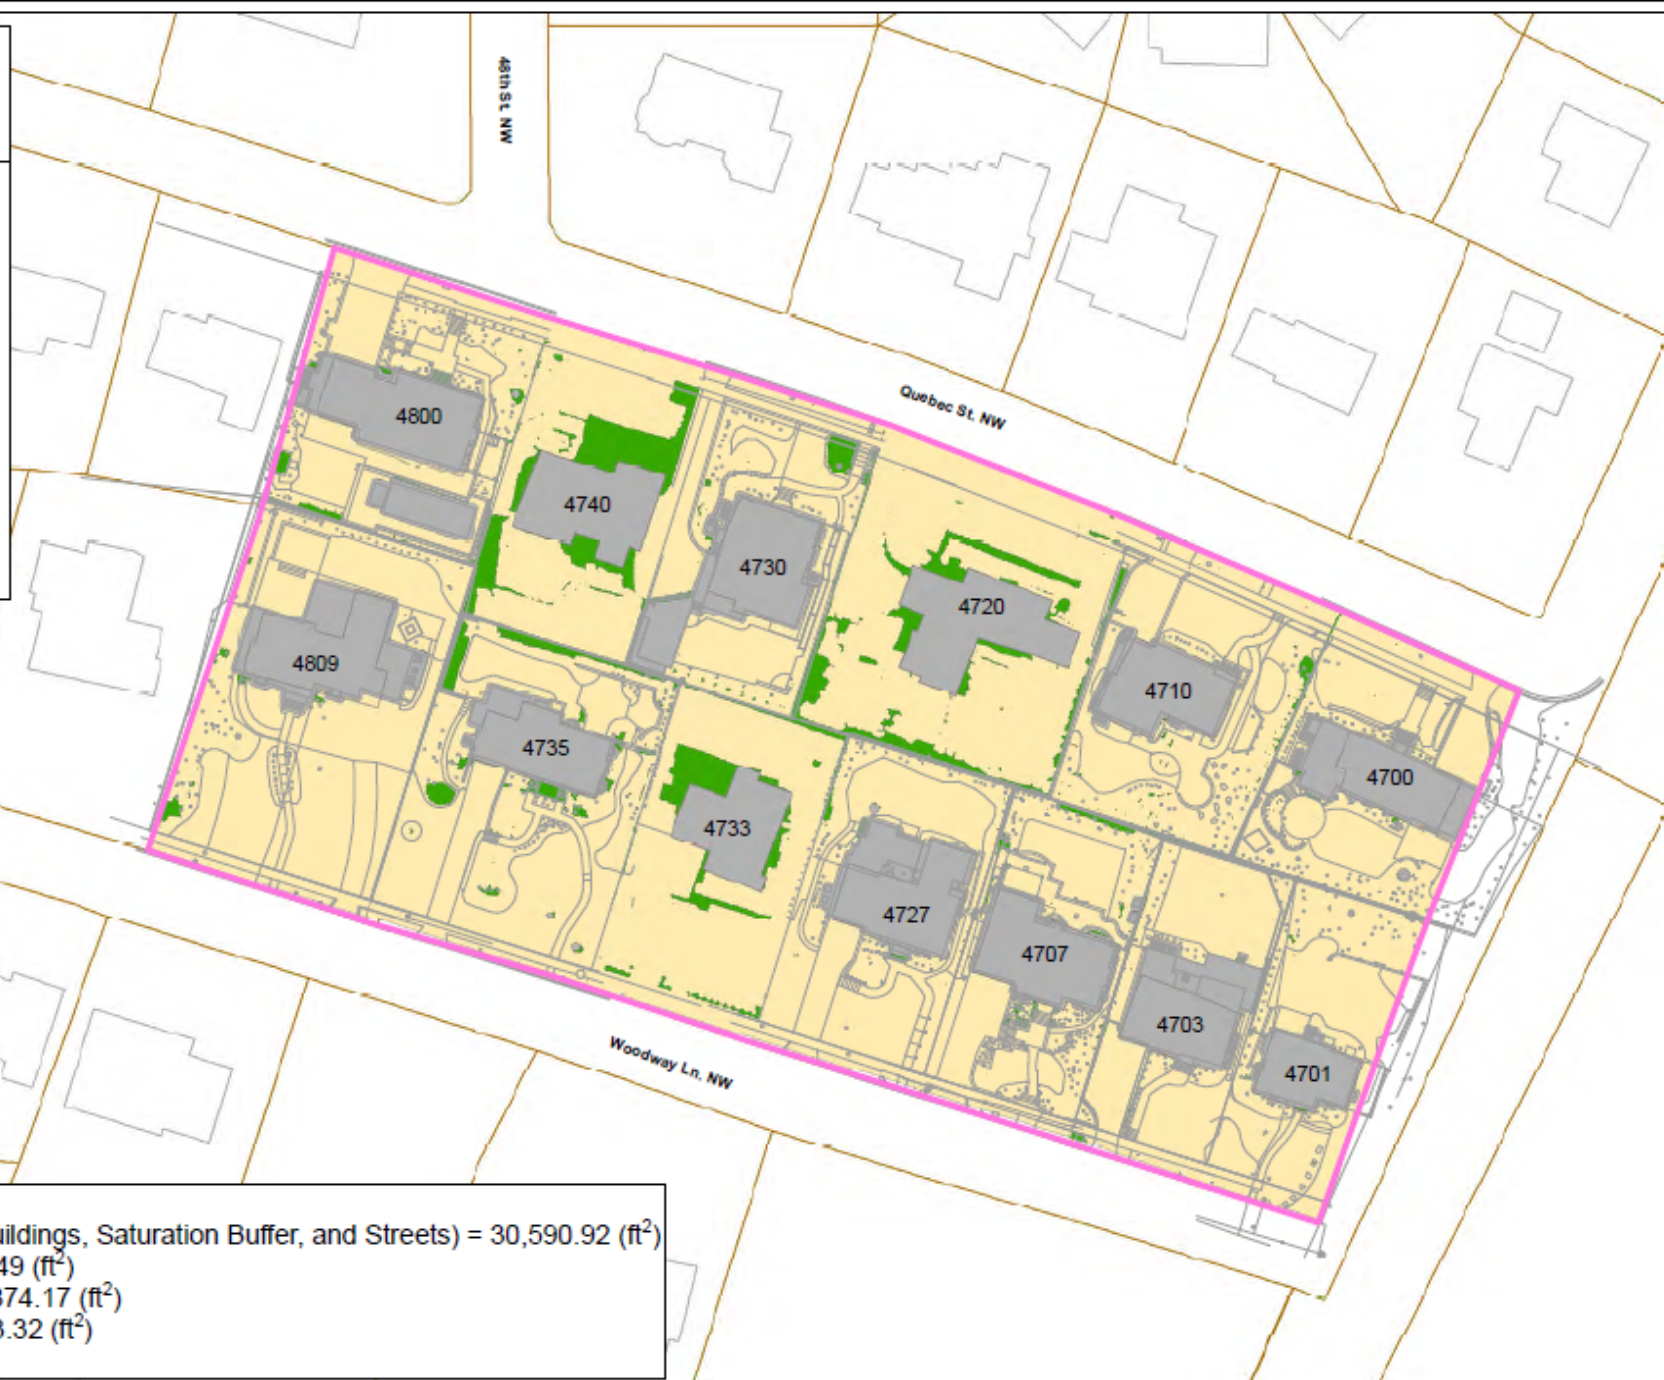 48th St. NW
Quebec St. NW
4800
4740
4730
4720
4710
4700
4809
4735
4733
4727
4707
4703
4701
Woodway Ln. NW
uildings, Saturation Buffer, and Streets) = 30,590.92 (ft²)
49 (ft²)
374.17 (ft²)
3.32 (ft²)